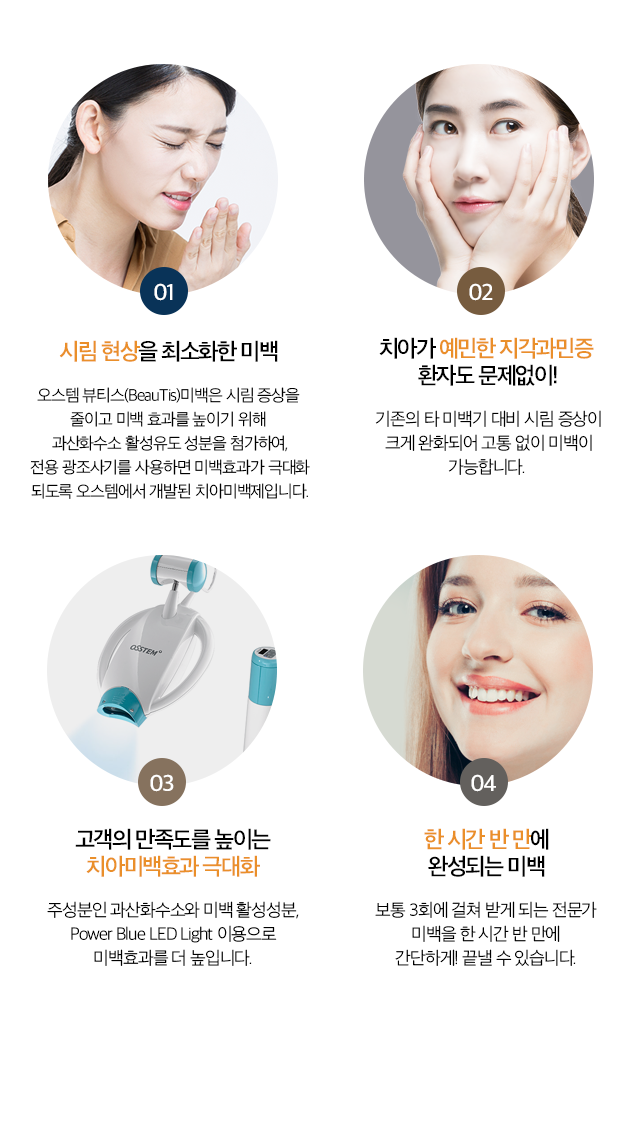 01
시림 현상을 최소화한 미백
오스템 뷰티스(BeauTis)미백은 시림 증상을
줄이고 미백 효과를 높이기 위해
과산화수소 활성유도 성분을 첨가하여,
전용 광조사기를 사용하면 미백효과가 극대화
되도록 오스템에서 개발된 치아미백제입니다.
02
치아가 예민한 지각과민증
환자도 문제없이!
기존의 타 미백기 대비 시림 증상이
크게 완화되어 고통 없이 미백이
가능합니다.
OSSTEM
03
고객의 만족도를 높이는
치아미백효과 극대화
주성분인 과산화수소와 미백 활성성분,
Power Blue LED Light 이용으로
미백효과를 더 높입니다.
04
한 시간 반 만에
완성되는 미백
보통 3회에 걸쳐 받게 되는 전문가
미백을 한 시간 반 만에
간단하게! 끝낼 수 있습니다.